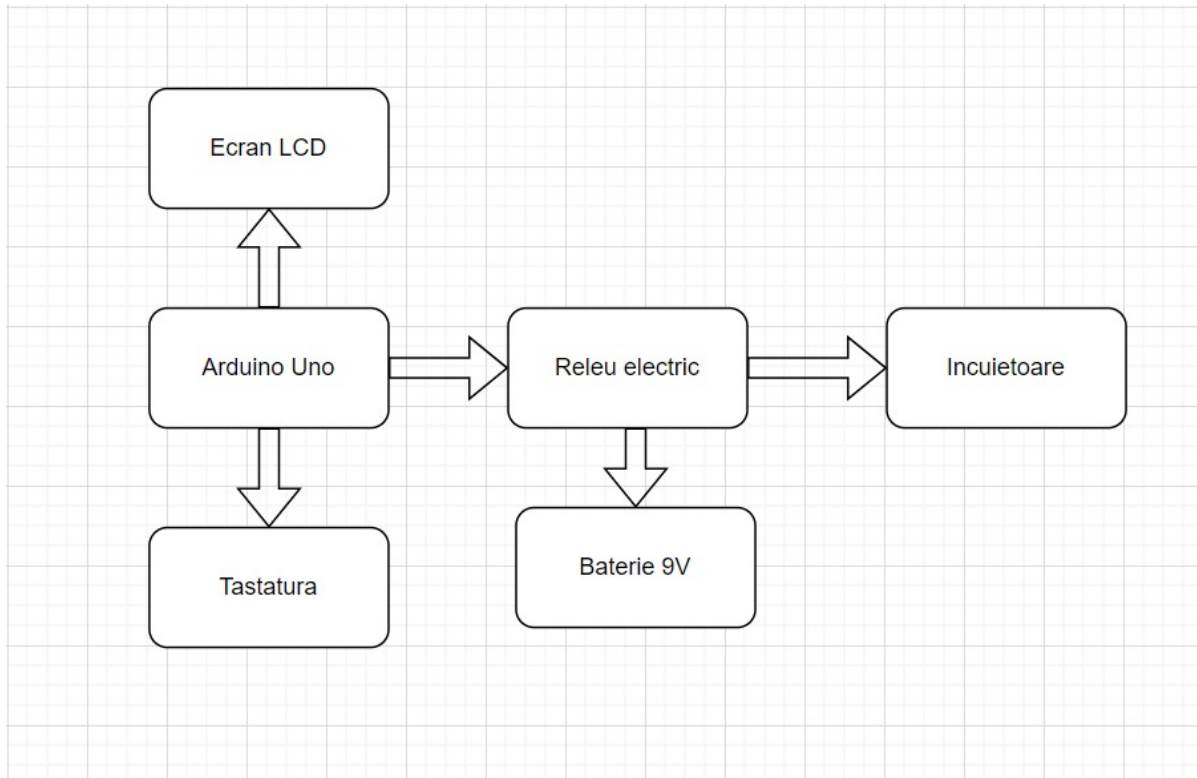 Ecran LCD
Arduino Uno
Releu electric
Incuietoare
Tastatura
Baterie 9V